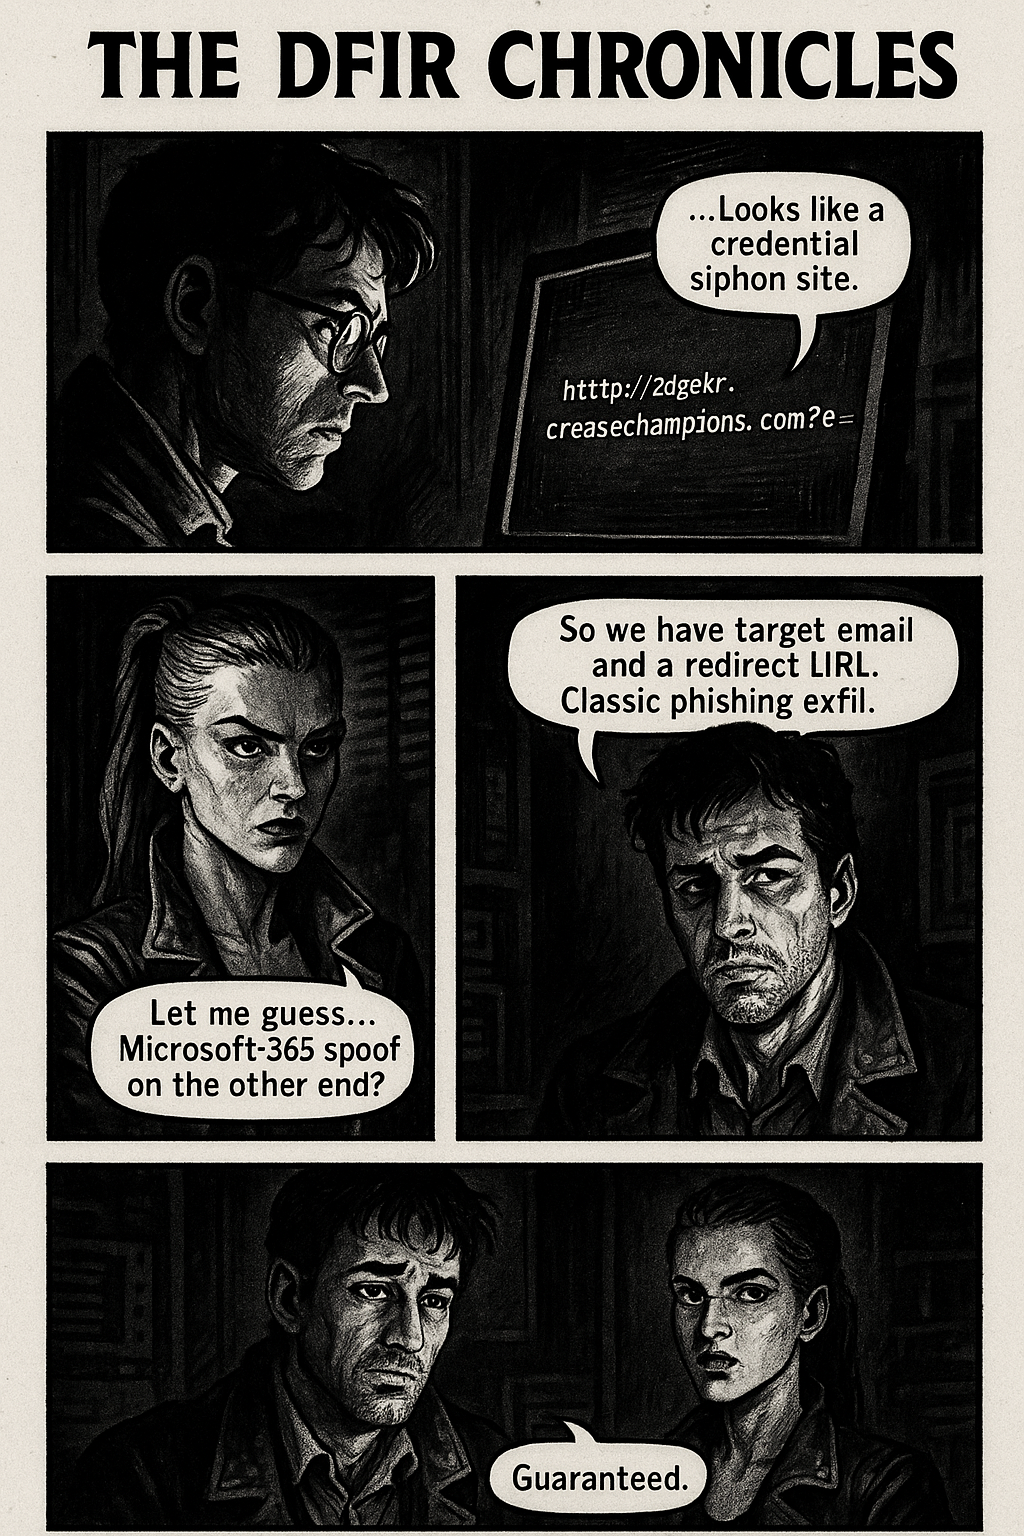 THE DFIR CHRONICLES
...Looks like a
credential
siphon site.
htttp://2dgekr.
creasechampions. com?e=
Let me guess...
Microsoft-365 spoof
on the other end?
So we have target email
and a redirect LIRL.
Classic phishing exfil.
Guaranteed.